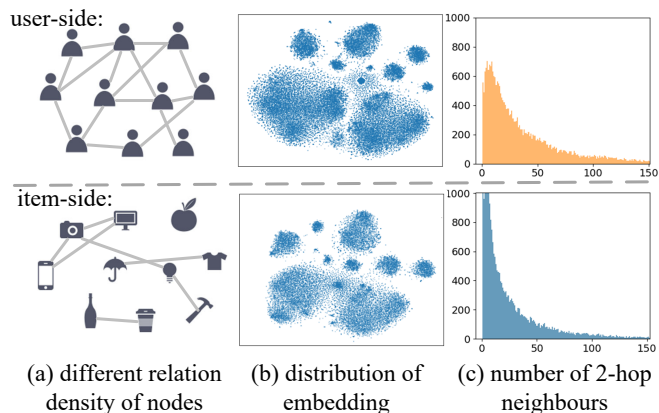 user-side:
1000
800
600
400
200
0
0 50 100 150
item-side:
1000
800
600
400
200
0
0 50 100 150
(a) different relation density of nodes
(b) distribution of embedding
(c) number of 2-hop neighbours